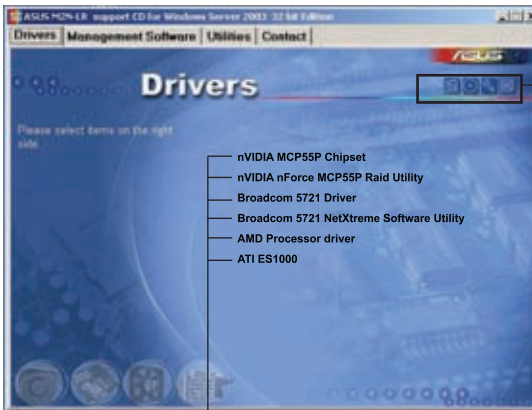 ASUS M2N-LR support CD for Windows Server 2003 32 bit Edition
Drivers Management Software Utilities Contact
ASUS
Drivers
Please select items on the right side.
nVIDIA MCP55P Chipset
nVIDIA nForce MCP55P Raid Utility
Broadcom 5721 Driver
Broadcom 5721 NetXtreme Software Utility
AMD Processor driver
ATI ES1000